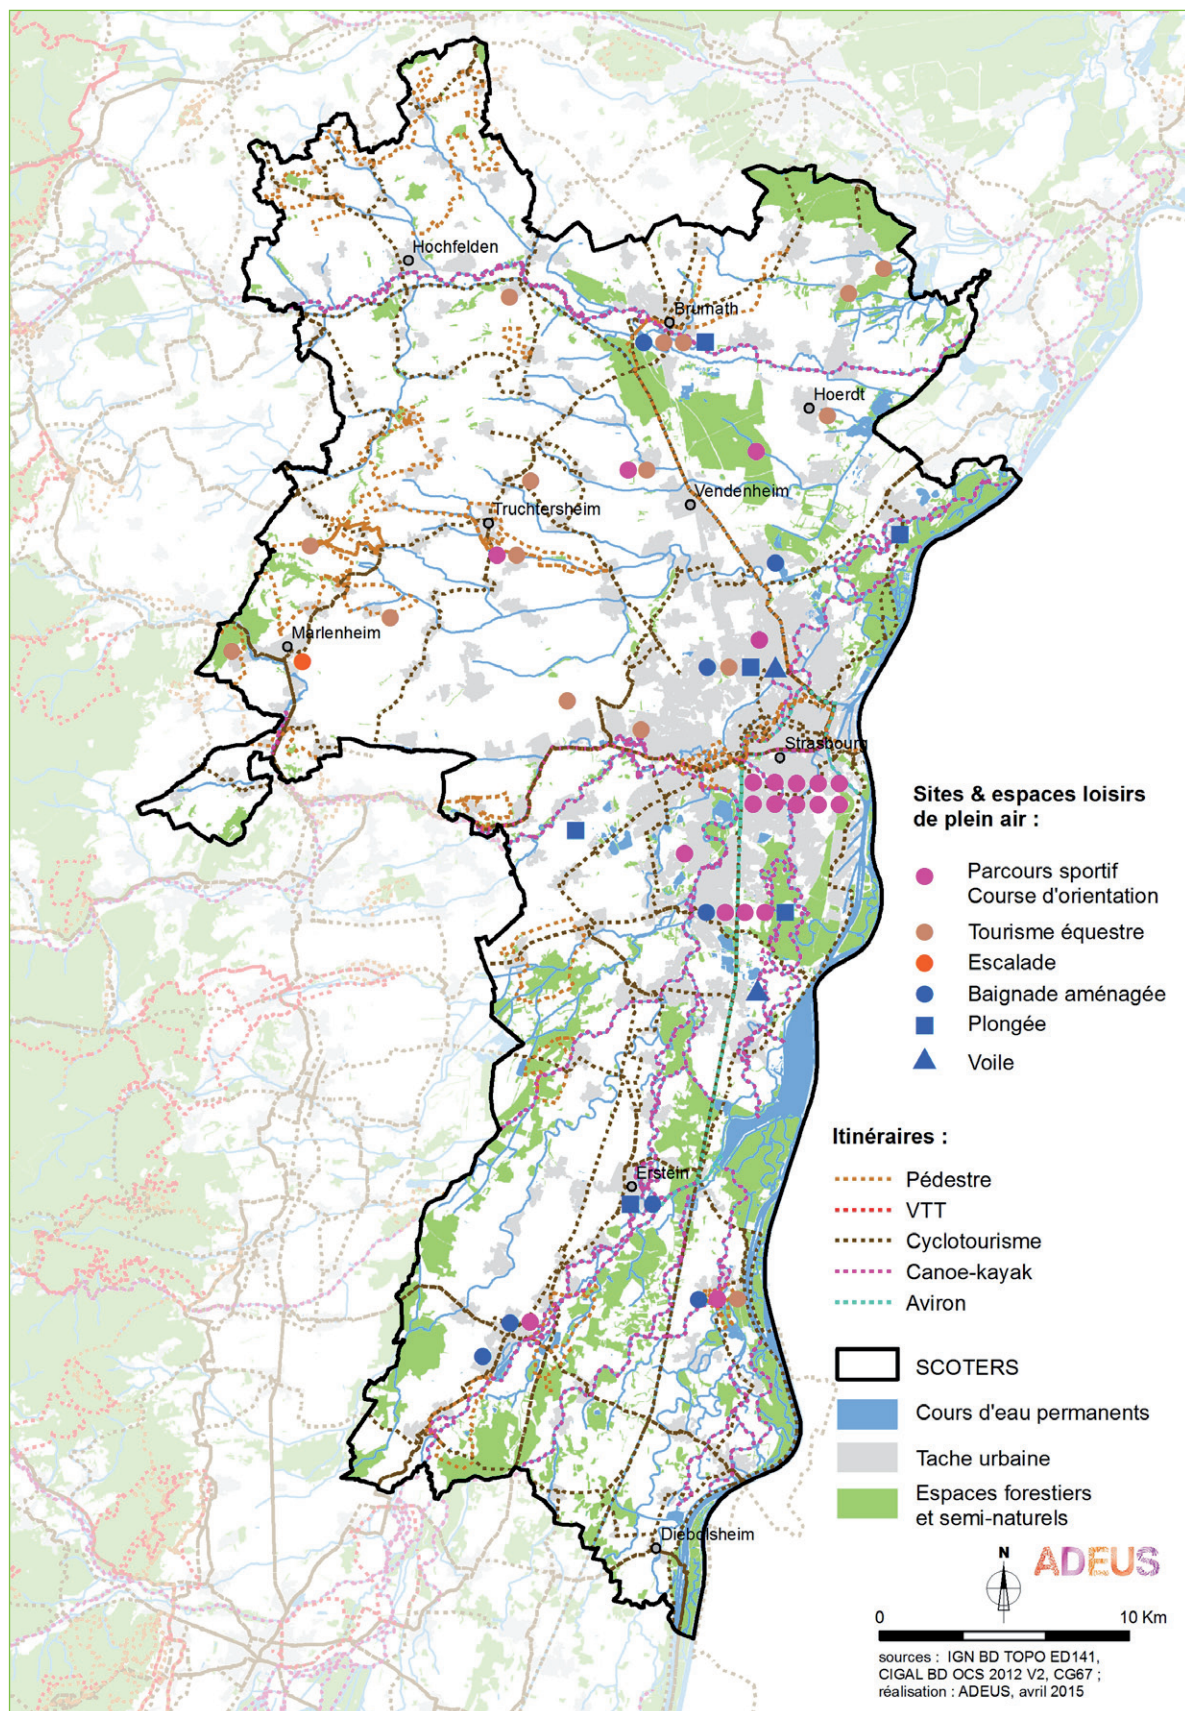 Hochfelden
Brumath
Hoerdt
Vendenheim
Truchtersheim
Marlenheim
Strasbourg
Erstein
Diebolsheim
Sites & espaces loisirs
de plein air :
Parcours sportif
Course d'orientation
Tourisme équestre
Escalade
Baignade aménagée
Plongée
Voile
Itinéraires :
Pédestre
VTT
Cyclotourisme
Canoe-kayak
Aviron
SCOTERS
Cours d'eau permanents
Tache urbaine
Espaces forestiers
et semi-naturels
N
ADEUS
0 10 Km
sources : IGN BD TOPO ED141,
CIGAL BD OCS 2012 V2, CG67 ;
réalisation : ADEUS, avril 2015